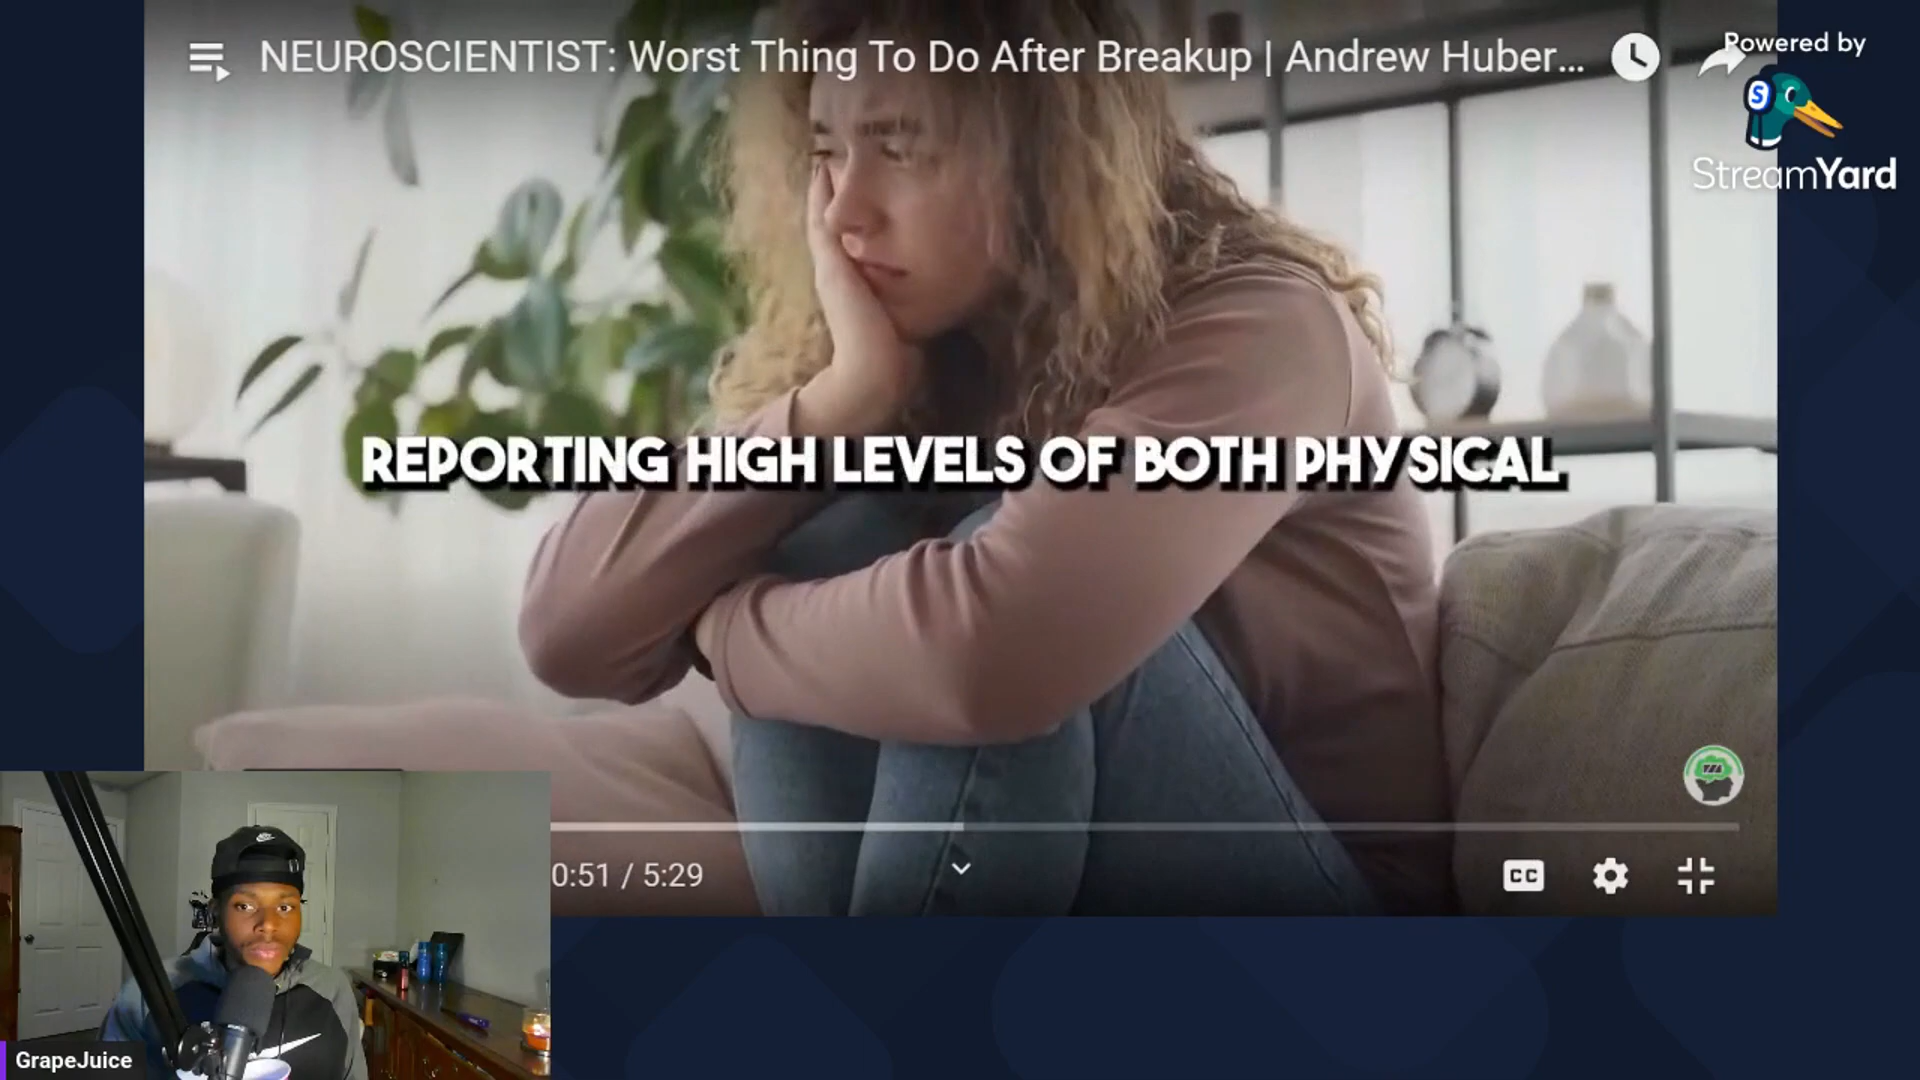 NEUROSCIENTIST: Worst Thing To Do After Breakup | Andrew Huber...
Powered by
S
StreamYard
REPORTING HIGH LEVELS OF BOTH PHYSICAL
0:51 / 5:29
CC
GrapeJuice